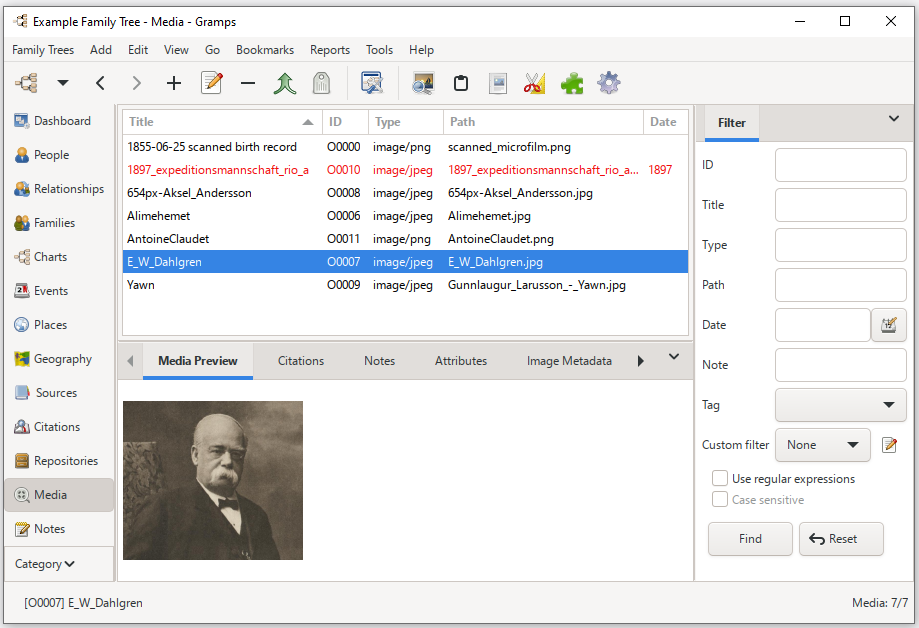 Example Family Tree - Media - Gramps
Family Trees Add Edit View Go Bookmarks Reports Tools Help
Dashboard
People
Relationships
Families
Charts
Events
Places
Geography
Sources
Citations
Repositories
Media
Notes
Category
Title ID Type Path Date
1855-06-25 scanned birth record O0000 image/png scanned_microfilm.png
1897_expeditionsmannschaft_rio_a O0010 image/jpeg 1897_expeditionsmannschaft_rio_a... 1897
654px-Aksel_Andersson O0008 image/jpeg 654px-Aksel_Andersson.jpg
Alimehemet O0006 image/jpeg Alimehemet.jpg
AntoineClaudet O0011 image/png AntoineClaudet.png
E_W_Dahlgren O0007 image/jpeg E_W_Dahlgren.jpg
Yawn O0009 image/jpeg Gunnlaugur_Larusson_-_Yawn.jpg
Media Preview Citations Notes Attributes Image Metadata
Filter
ID
Title
Type
Path
Date
Note
Tag
Custom filter None
Use regular expressions
Case sensitive
Find Reset
[O0007] E_W_Dahlgren Media: 7/7